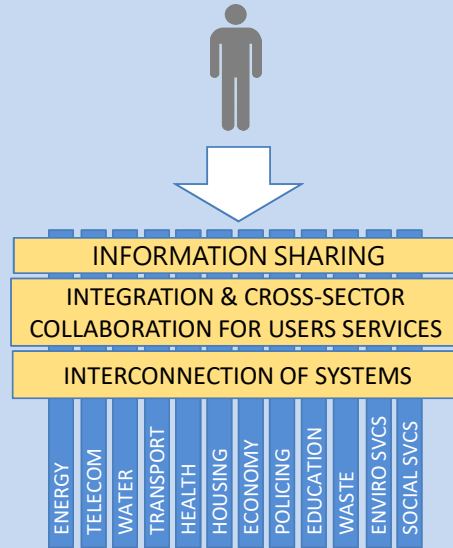 INFORMATION SHARING
INTEGRATION & CROSS-SECTOR
COLLABORATION FOR USERS SERVICES
INTERCONNECTION OF SYSTEMS
ENERGY
TELECOM
WATER
TRANSPORT
HEALTH
HOUSING
ECONOMY
POLICING
EDUCATION
WASTE
ENVIRO SVCS
SOCIAL SVCS